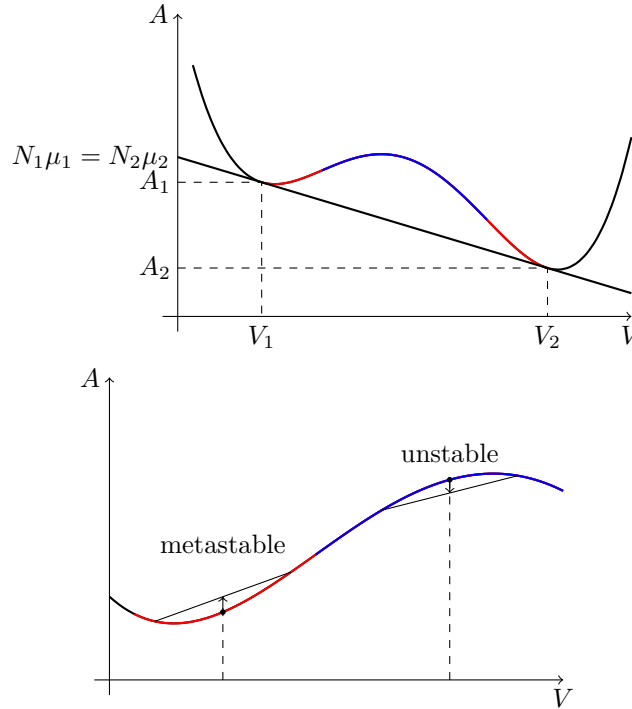 A
N₁μ₁ = N₂μ₂
A₁
A₂
V₁
V₂
V
A
unstable
metastable
V